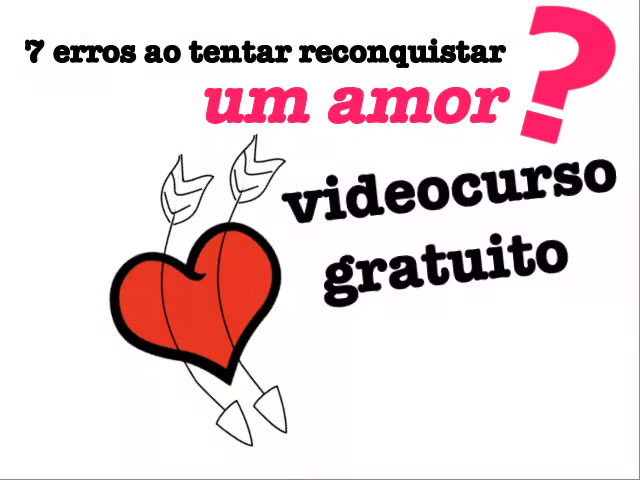 7 erros ao tentar reconquistar
um amor?
videocurso
gratuito